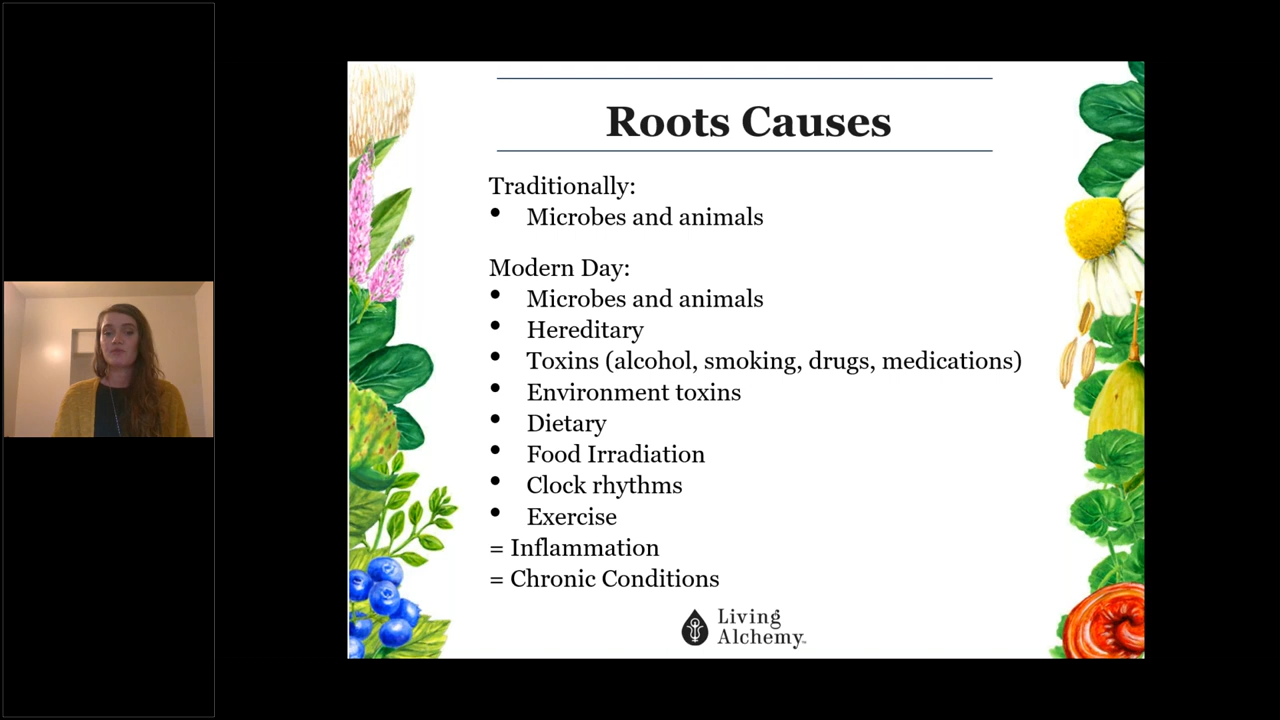 Roots Causes
Traditionally:
• Microbes and animals
Modern Day:
• Microbes and animals
• Hereditary
• Toxins (alcohol, smoking, drugs, medications)
• Environment toxins
• Dietary
• Food Irradiation
• Clock rhythms
• Exercise
= Inflammation
= Chronic Conditions
Living
Alchemy™